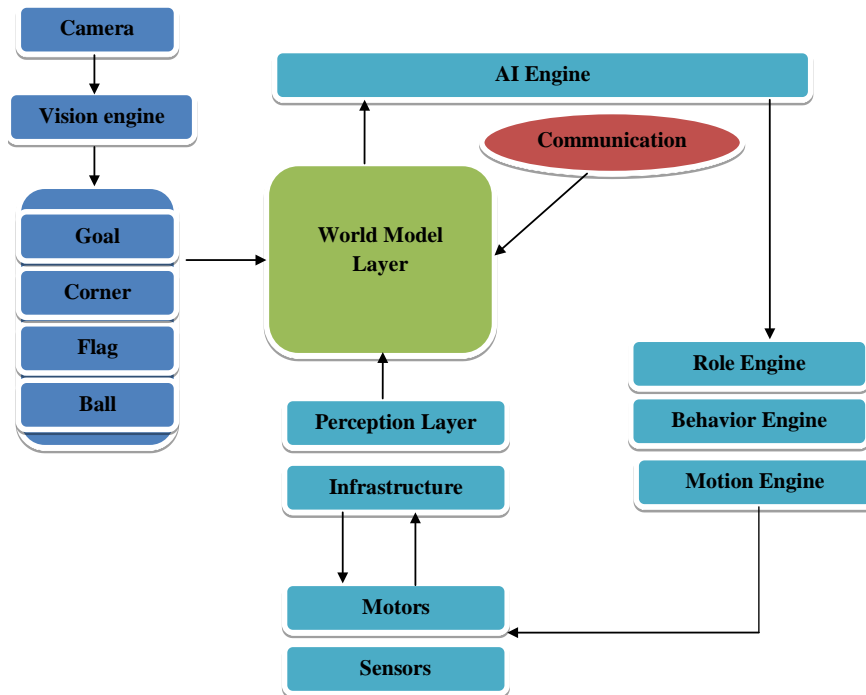 Camera
AI Engine
Vision engine
Communication
Goal
World Model
Layer
Corner
Flag
Role Engine
Ball
Perception Layer
Behavior Engine
Infrastructure
Motion Engine
Motors
Sensors